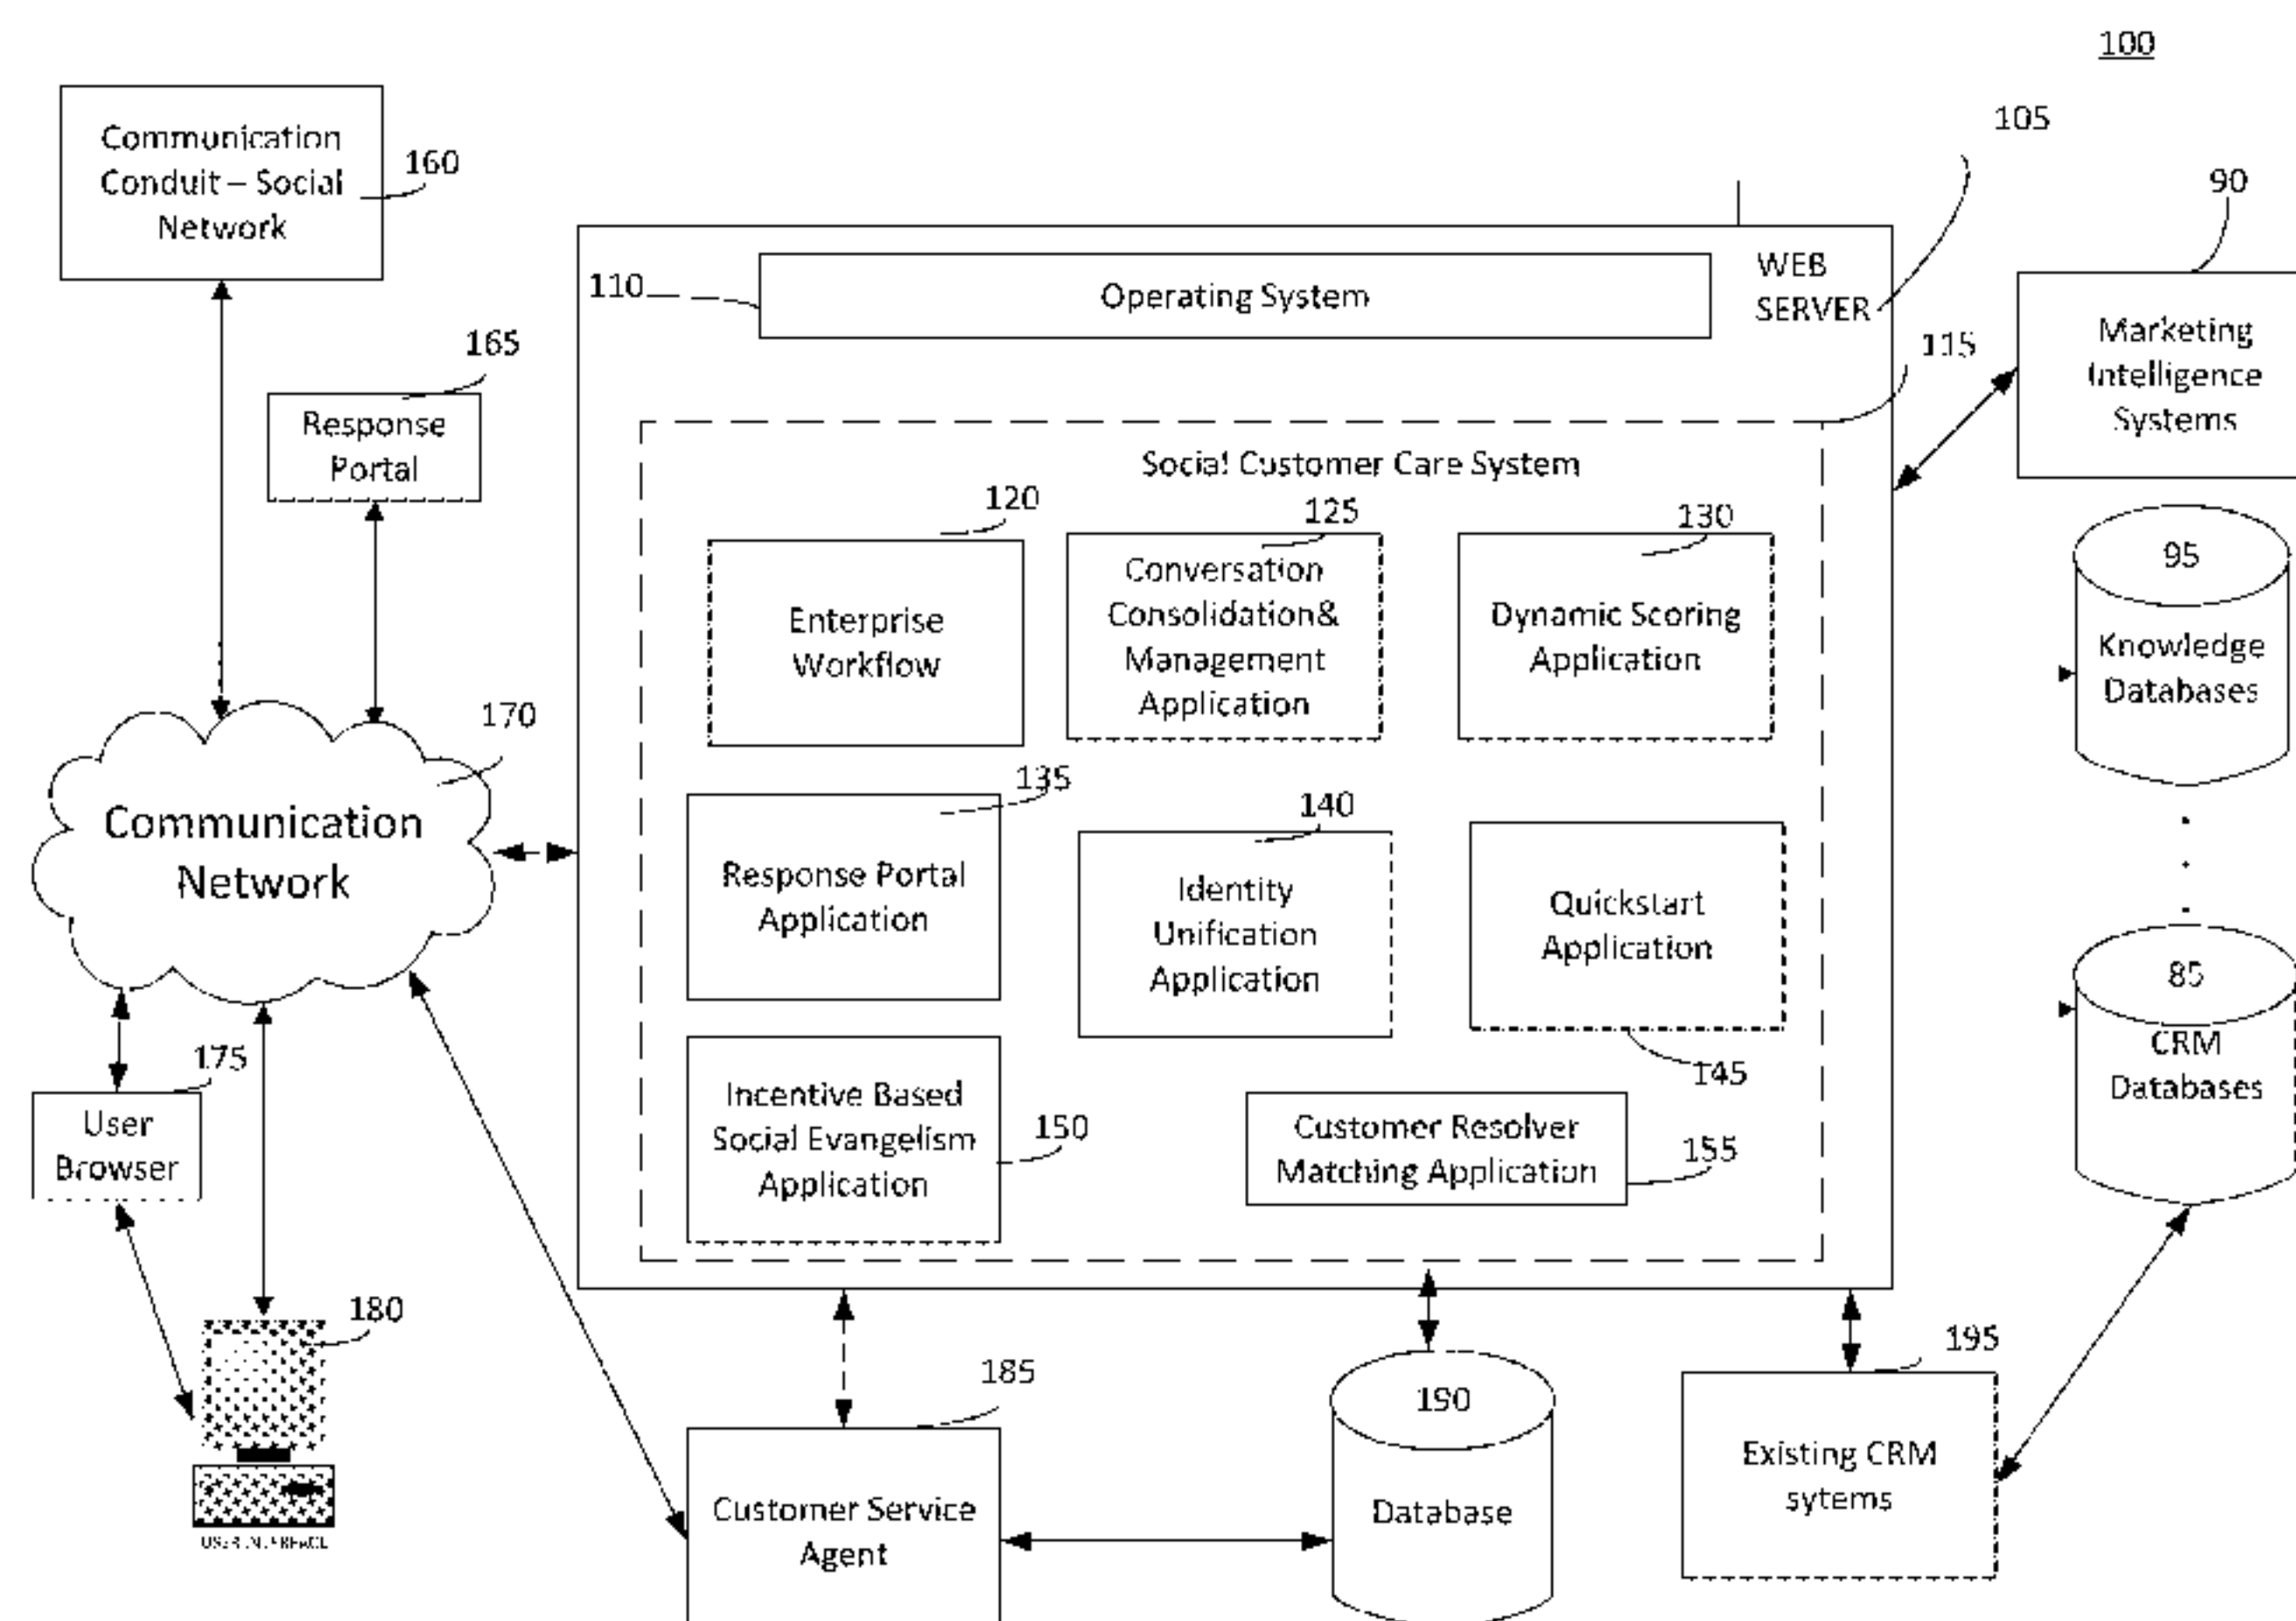 100
105
Communication
Conduit – Social
Network
160
90
WEB
SERVER
110
Operating System
Marketing
Intelligence
Systems
165
115
Response
Portal
Social Customer Care System
120
125
130
95
Enterprise
Workflow
Conversation
Consolidation&
Management
Application
Dynamic Scoring
Application
Knowledge
Databases
170
135
140
Communication
Network
Response Portal
Application
Identity
Unification
Application
Quickstart
Application
85
CRM
Databases
175
145
User
Browser
Incentive Based
Social Evangelism
Application
150
Customer Resolver
Matching Application
155
180
USER INTERFACE
185
190
195
Customer Service
Agent
Database
Existing CRM
sytems